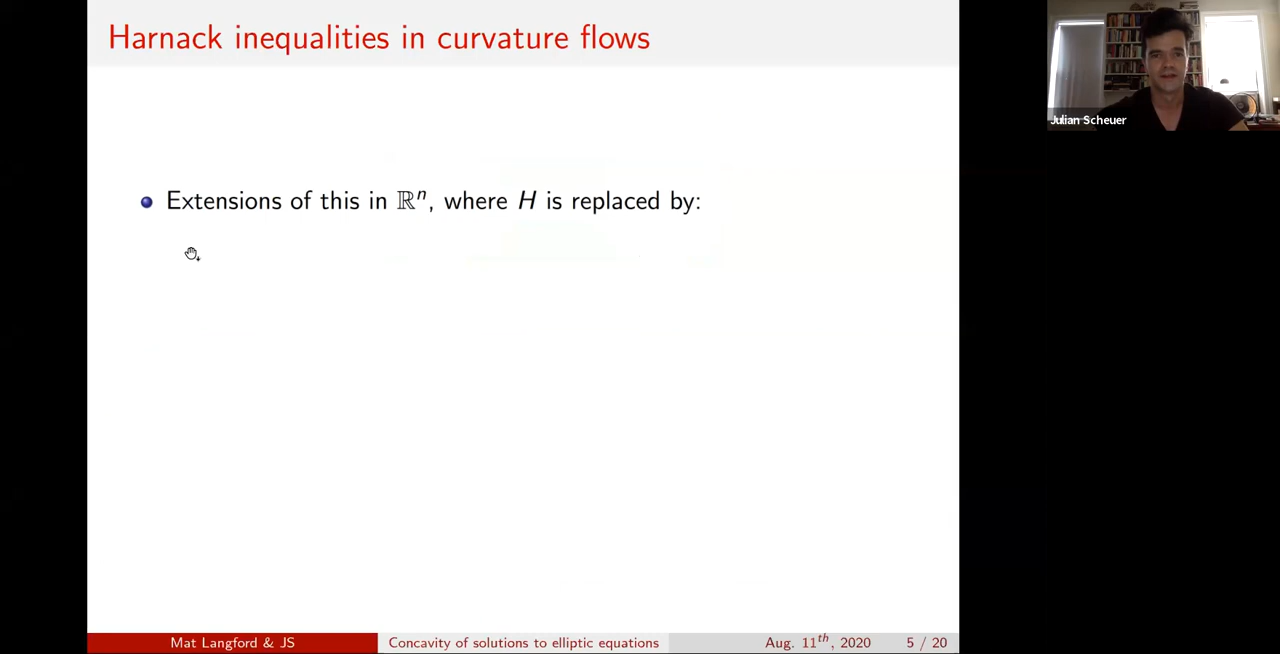 Harnack inequalities in curvature flows
Julian Scheuer
Extensions of this in ℝⁿ, where H is replaced by:
Mat Langford & JS
Concavity of solutions to elliptic equations
Aug. 11ᵗʰ, 2020
5 / 20